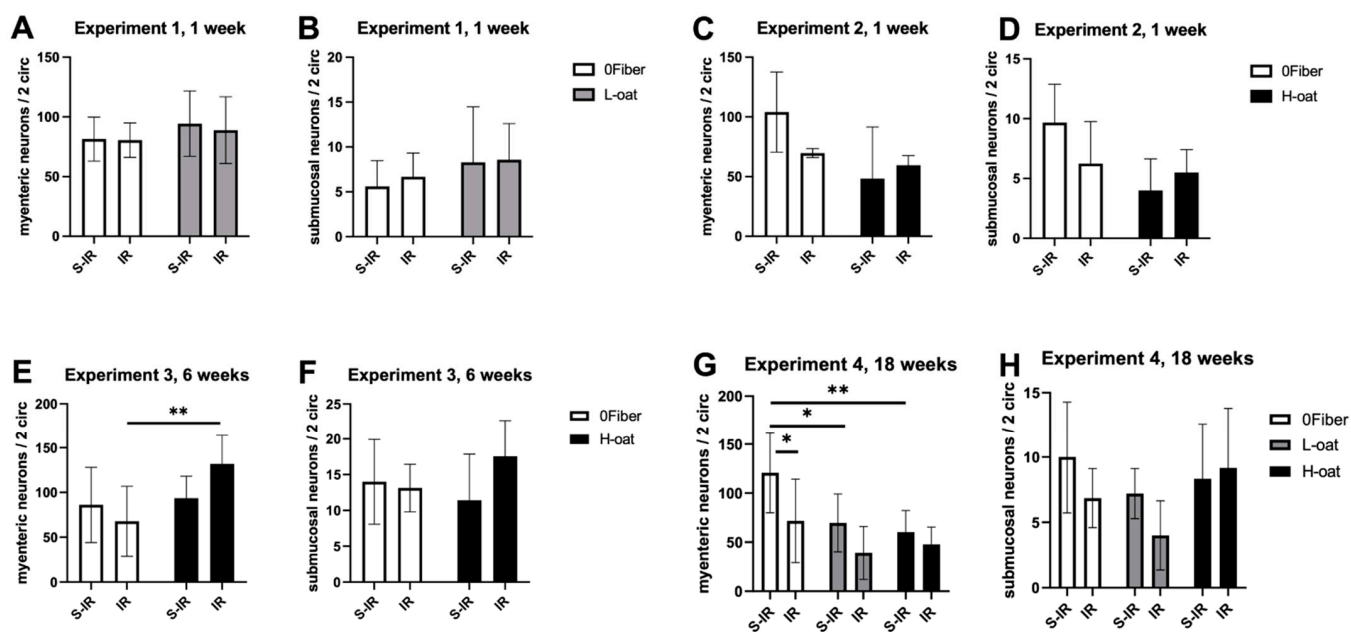 A
Experiment 1, 1 week
myenteric neurons / 2 circ
150
100
50
0
S-IR
IR
S-IR
IR
B
Experiment 1, 1 week
submucosal neurons / 2 circ
20
15
10
5
0
S-IR
IR
S-IR
IR
0Fiber
L-oat
C
Experiment 2, 1 week
myenteric neurons / 2 circ
150
100
50
0
S-IR
IR
S-IR
IR
D
Experiment 2, 1 week
submucosal neurons / 2 circ
15
10
5
0
S-IR
IR
S-IR
IR
0Fiber
H-oat
E
Experiment 3, 6 weeks
myenteric neurons / 2 circ
200
150
100
50
0
**
S-IR
IR
S-IR
IR
F
Experiment 3, 6 weeks
submucosal neurons / 2 circ
25
20
15
10
5
0
S-IR
IR
S-IR
IR
0Fiber
H-oat
G
Experiment 4, 18 weeks
myenteric neurons / 2 circ
200
150
100
50
0
**
*
*
S-IR
IR
S-IR
IR
S-IR
IR
H
Experiment 4, 18 weeks
submucosal neurons / 2 circ
15
10
5
0
S-IR
IR
S-IR
IR
S-IR
IR
0Fiber
L-oat
H-oat